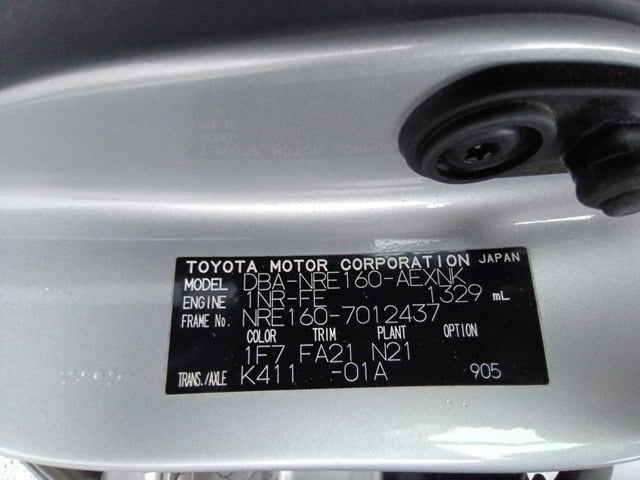 TOYOTA MOTOR CORPORATION JAPAN
MODEL DBA-NRE160-AEXNK
ENGINE 1NR-FE 1329 mL
FRAME No. NRE160-7012437
COLOR TRIM PLANT OPTION
1F7 FA21 N21
TRANS./AXLE K411 -01A 905